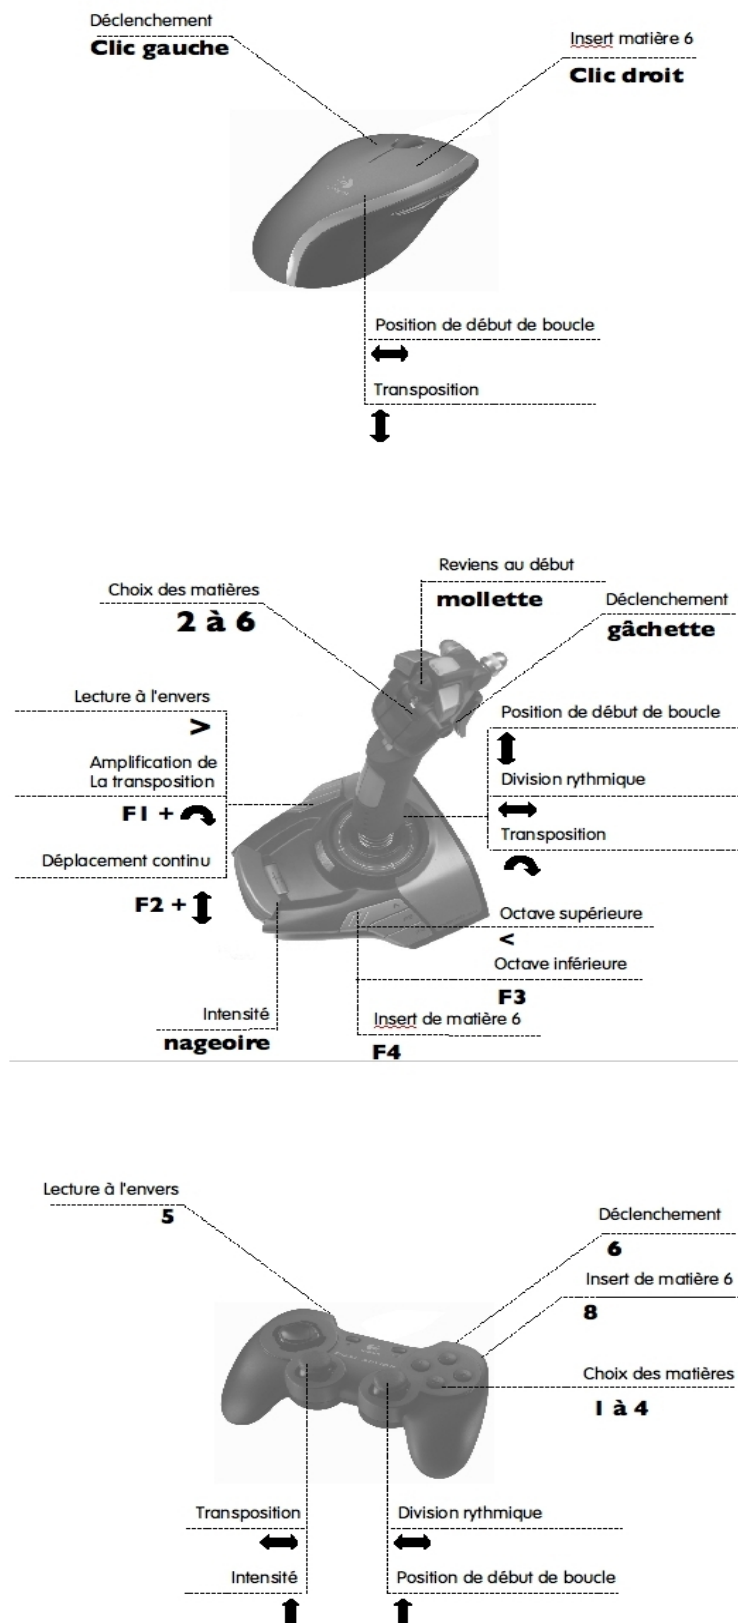 Déclenchement
Clic gauche
Insert matière 6
Clic droit
Position de début de boucle
Transposition
Reviens au début
mollette
Choix des matières
2 à 6
Déclenchement
gâchette
Lecture à l'envers
>
Position de début de boucle
Amplification de
La transposition
F1 +
Division rythmique
Transposition
Déplacement continu
F2 +
Octave supérieure
<
Octave inférieure
F3
Intensité
nageoire
Insert de matière 6
F4
Lecture à l'envers
5
Déclenchement
6
Insert de matière 6
8
Choix des matières
1 à 4
Transposition
Division rythmique
Intensité
Position de début de boucle